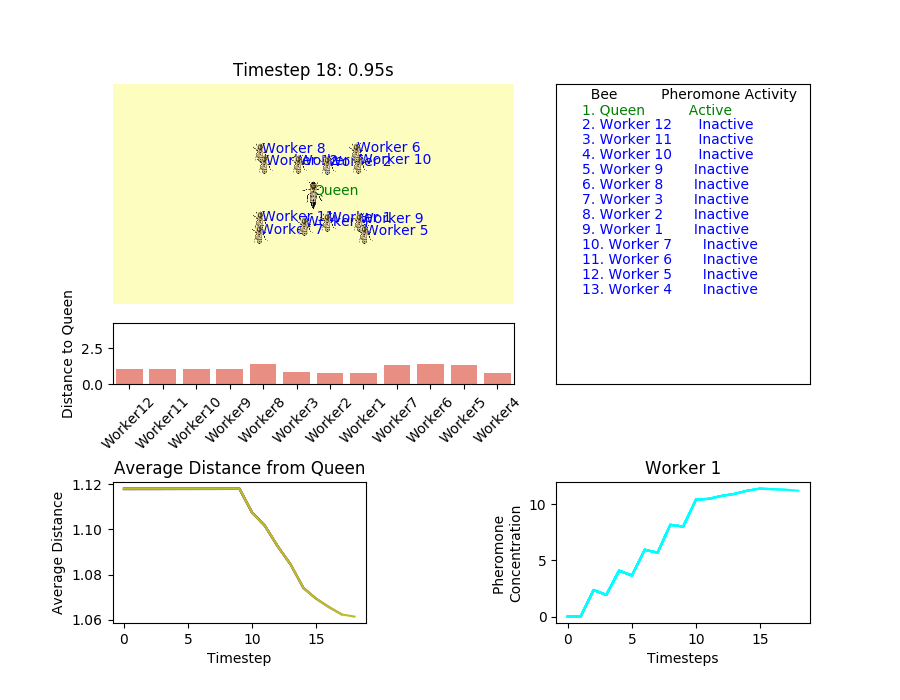 Timestep 18: 0.95s
Worker 8
Worker 6
Worker 10
Worker 2
Queen
Worker 11
Worker 1
Worker 9
Worker 7
Worker 5
Bee Pheromone Activity
1. Queen Active
2. Worker 12 Inactive
3. Worker 11 Inactive
4. Worker 10 Inactive
5. Worker 9 Inactive
6. Worker 8 Inactive
7. Worker 3 Inactive
8. Worker 2 Inactive
9. Worker 1 Inactive
10. Worker 7 Inactive
11. Worker 6 Inactive
12. Worker 5 Inactive
13. Worker 4 Inactive
Distance to Queen
2.5
0.0
Worker12
Worker11
Worker10
Worker9
Worker8
Worker3
Worker2
Worker1
Worker7
Worker6
Worker5
Worker4
Average Distance from Queen
Average Distance
1.12
1.10
1.08
1.06
0 5 10 15
Timestep
Worker 1
Pheromone
Concentration
10
5
0
0 5 10 15
Timesteps